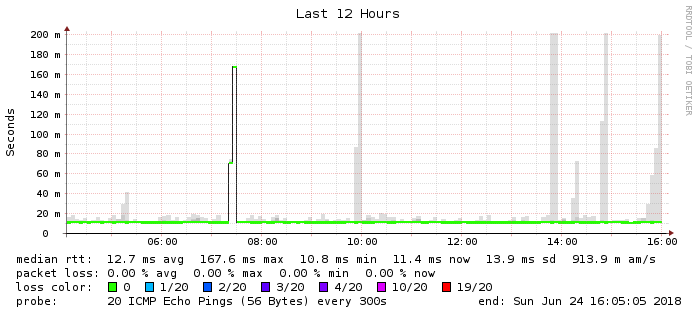 Last 12 Hours
RRDTOOL / TOBI OETIKER
Seconds
200 m
180 m
160 m
140 m
120 m
100 m
80 m
60 m
40 m
20 m
0
06:00 08:00 10:00 12:00 14:00 16:00
median rtt: 12.7 ms avg 167.6 ms max 10.8 ms min 11.4 ms now 13.9 ms sd 913.9 m am/s
packet loss: 0.00 % avg 0.00 % max 0.00 % min 0.00 % now
loss color: 0 1/20 2/20 3/20 4/20 10/20 19/20
probe: 20 ICMP Echo Pings (56 Bytes) every 300s end: Sun Jun 24 16:05:05 2018